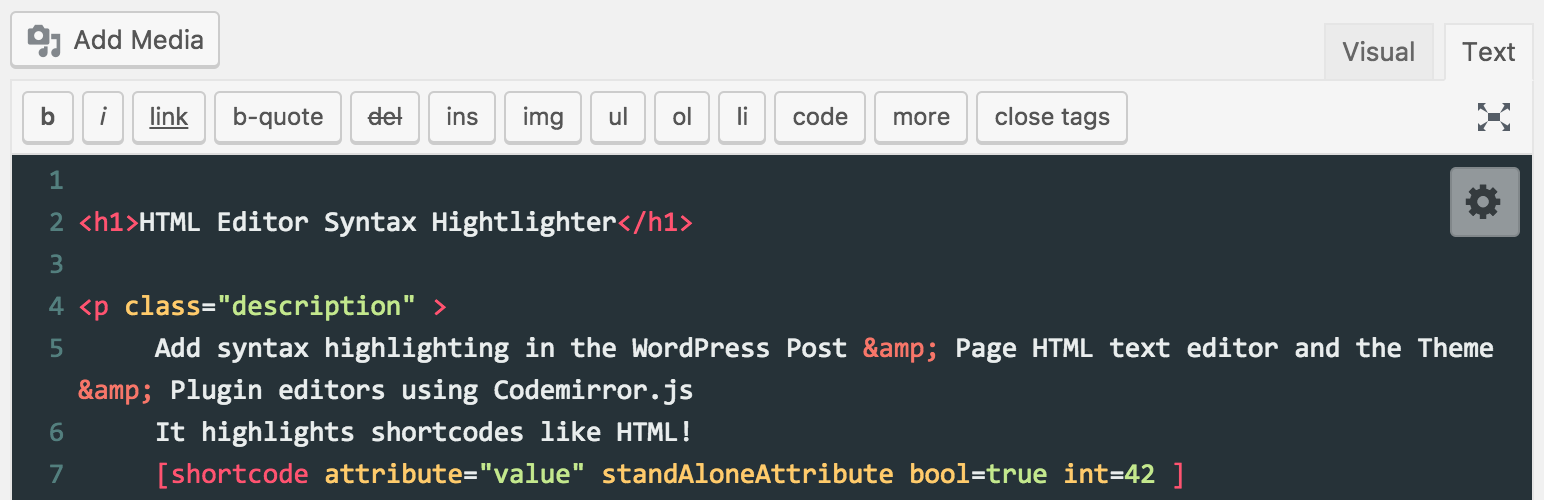 Add Media
Visual Text
b i link b-quote del ins img ul ol li code more close tags
1
2 <h1>HTML Editor Syntax Hightlighter</h1>
3
4 <p class="description" >
5 Add syntax highlighting in the WordPress Post &amp; Page HTML text editor and the Theme
&amp; Plugin editors using Codemirror.js
6 It highlights shortcodes like HTML!
7 [shortcode attribute="value" standAloneAttribute bool=true int=42 ]